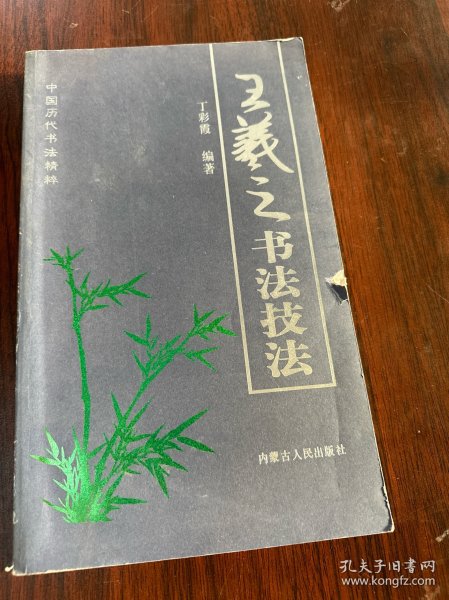 中国历代书法精粹
王羲之书法技法
丁彩霞 编著
内蒙古人民出版社
孔夫子旧书网
www.kongfz.com